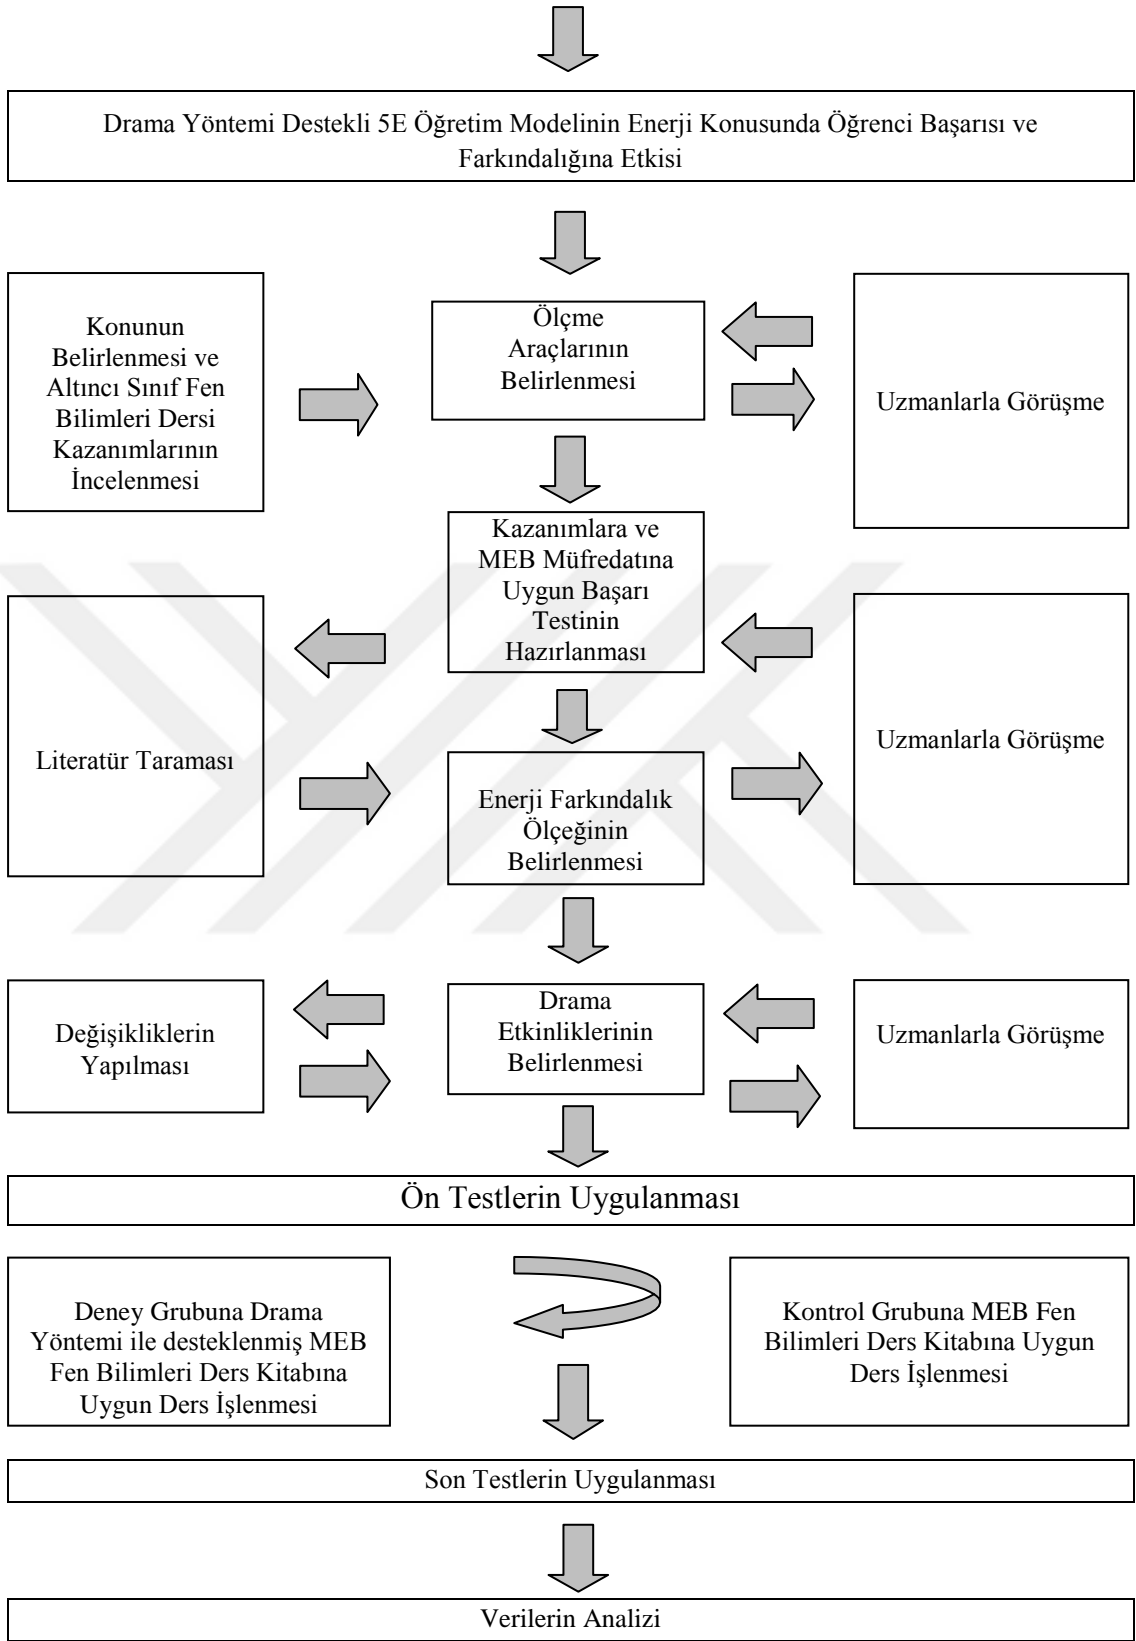 Drama Yöntemi Destekli 5E Öğretim Modelinin Enerji Konusunda Öğrenci Başarısı ve
Farkındalığına Etkisi
Konunun
Belirlenmesi ve
Altıncı Sınıf Fen
Bilimleri Dersi
Kazanımlarının
İncelenmesi
Ölçme
Araçlarının
Belirlenmesi
Uzmanlarla Görüşme
Kazanımlara ve
MEB Müfredatına
Uygun Başarı
Testinin
Hazırlanması
Literatür Taraması
Uzmanlarla Görüşme
Enerji Farkındalık
Ölçeğinin
Belirlenmesi
Değişikliklerin
Yapılması
Drama
Etkinliklerinin
Belirlenmesi
Uzmanlarla Görüşme
Ön Testlerin Uygulanması
Deney Grubuna Drama
Yöntemi ile desteklenmiş MEB
Fen Bilimleri Ders Kitabına
Uygun Ders İşlenmesi
Kontrol Grubuna MEB Fen
Bilimleri Ders Kitabına Uygun
Ders İşlenmesi
Son Testlerin Uygulanması
Verilerin Analizi